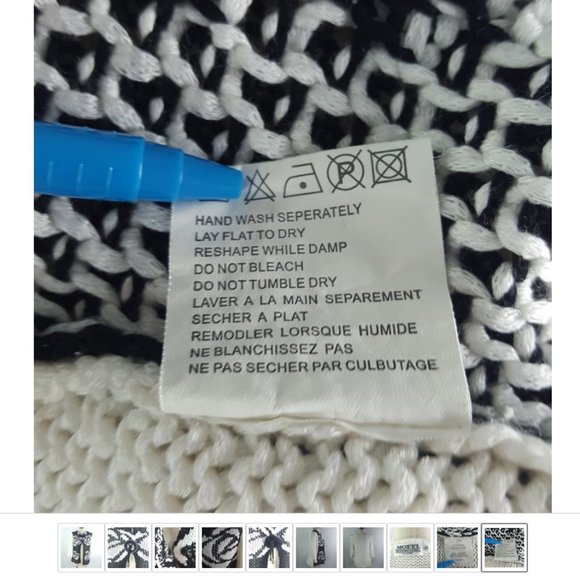 HAND WASH SEPERATELY
LAY FLAT TO DRY
RESHAPE WHILE DAMP
DO NOT BLEACH
DO NOT TUMBLE DRY
LAVER A LA MAIN SEPAREMENT
SECHER A PLAT
REMODLER LORSQUE HUMIDE
NE BLANCHISSEZ PAS
NE PAS SECHER PAR CULBUTAGE